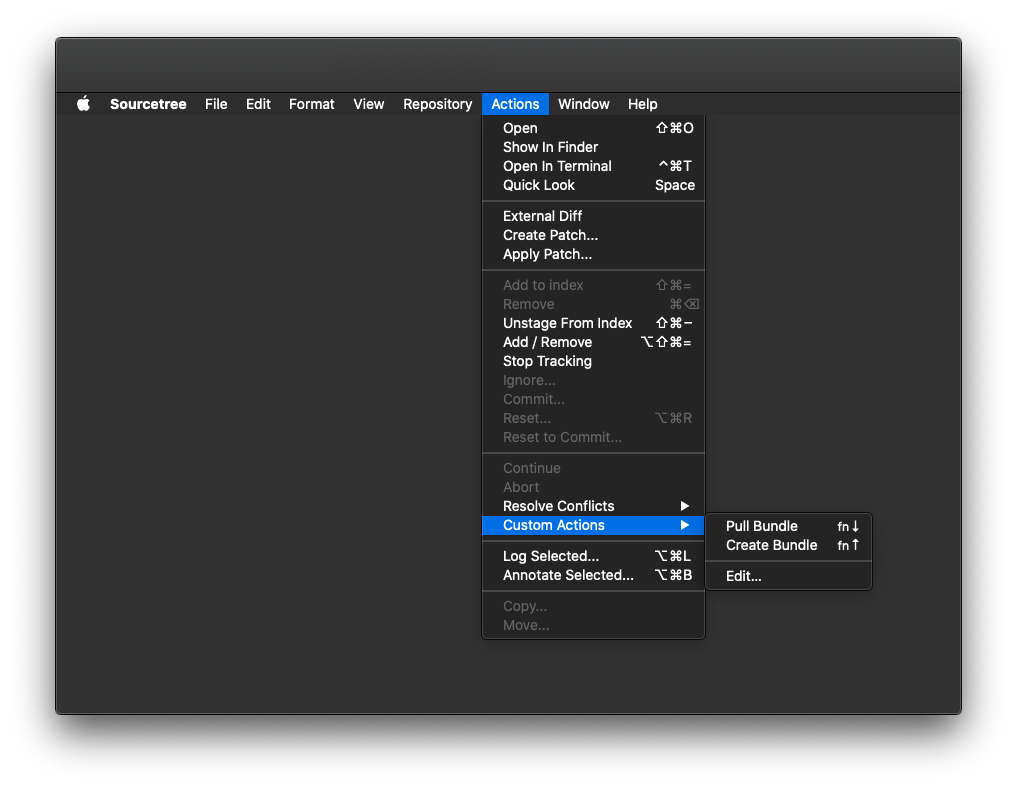 Sourcetree File Edit Format View Repository Actions Window Help
Open ⇧⌘O
Show In Finder
Open In Terminal ^⌘T
Quick Look Space
External Diff
Create Patch...
Apply Patch...
Add to index ⇧⌘=
Remove ⌘⌫
Unstage From Index ⇧⌘−
Add / Remove ⌥⇧⌘=
Stop Tracking
Ignore...
Commit...
Reset... ⌥⌘R
Reset to Commit...
Continue
Abort
Resolve Conflicts ▶
Custom Actions ▶
Pull Bundle fn↓
Create Bundle fn↑
Edit...
Log Selected... ⌥⌘L
Annotate Selected... ⌥⌘B
Copy...
Move...